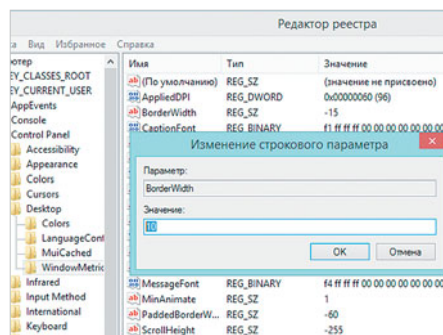 Редактор реестра
ка Вид Избранное Справка
Имя Тип Значение
ютер
EY_CLASSES_ROOT
EY_CURRENT_USER
AppEvents
Console
Control Panel
Accessibility
Appearance
Colors
Cursors
Desktop
Colors
LanguageConf
MuiCached
WindowMetric
Infrared
Input Method
International
Keyboard
(По умолчанию) REG_SZ (значение не присвоено)
AppliedDPI REG_DWORD 0x00000060 (96)
BorderWidth REG_SZ -15
CaptionFont REG_BINARY f1 ff ff ff 00 00 00 00 00 00
Изменение строкового параметра
Параметр:
BorderWidth
Значение:
10
OK Отмена
MessageFont REG_BINARY f4 ff ff ff 00 00 00 00 00 00
MinAnimate REG_SZ 1
PaddedBorderW... REG_SZ -60
ScrollHeight REG_SZ -255